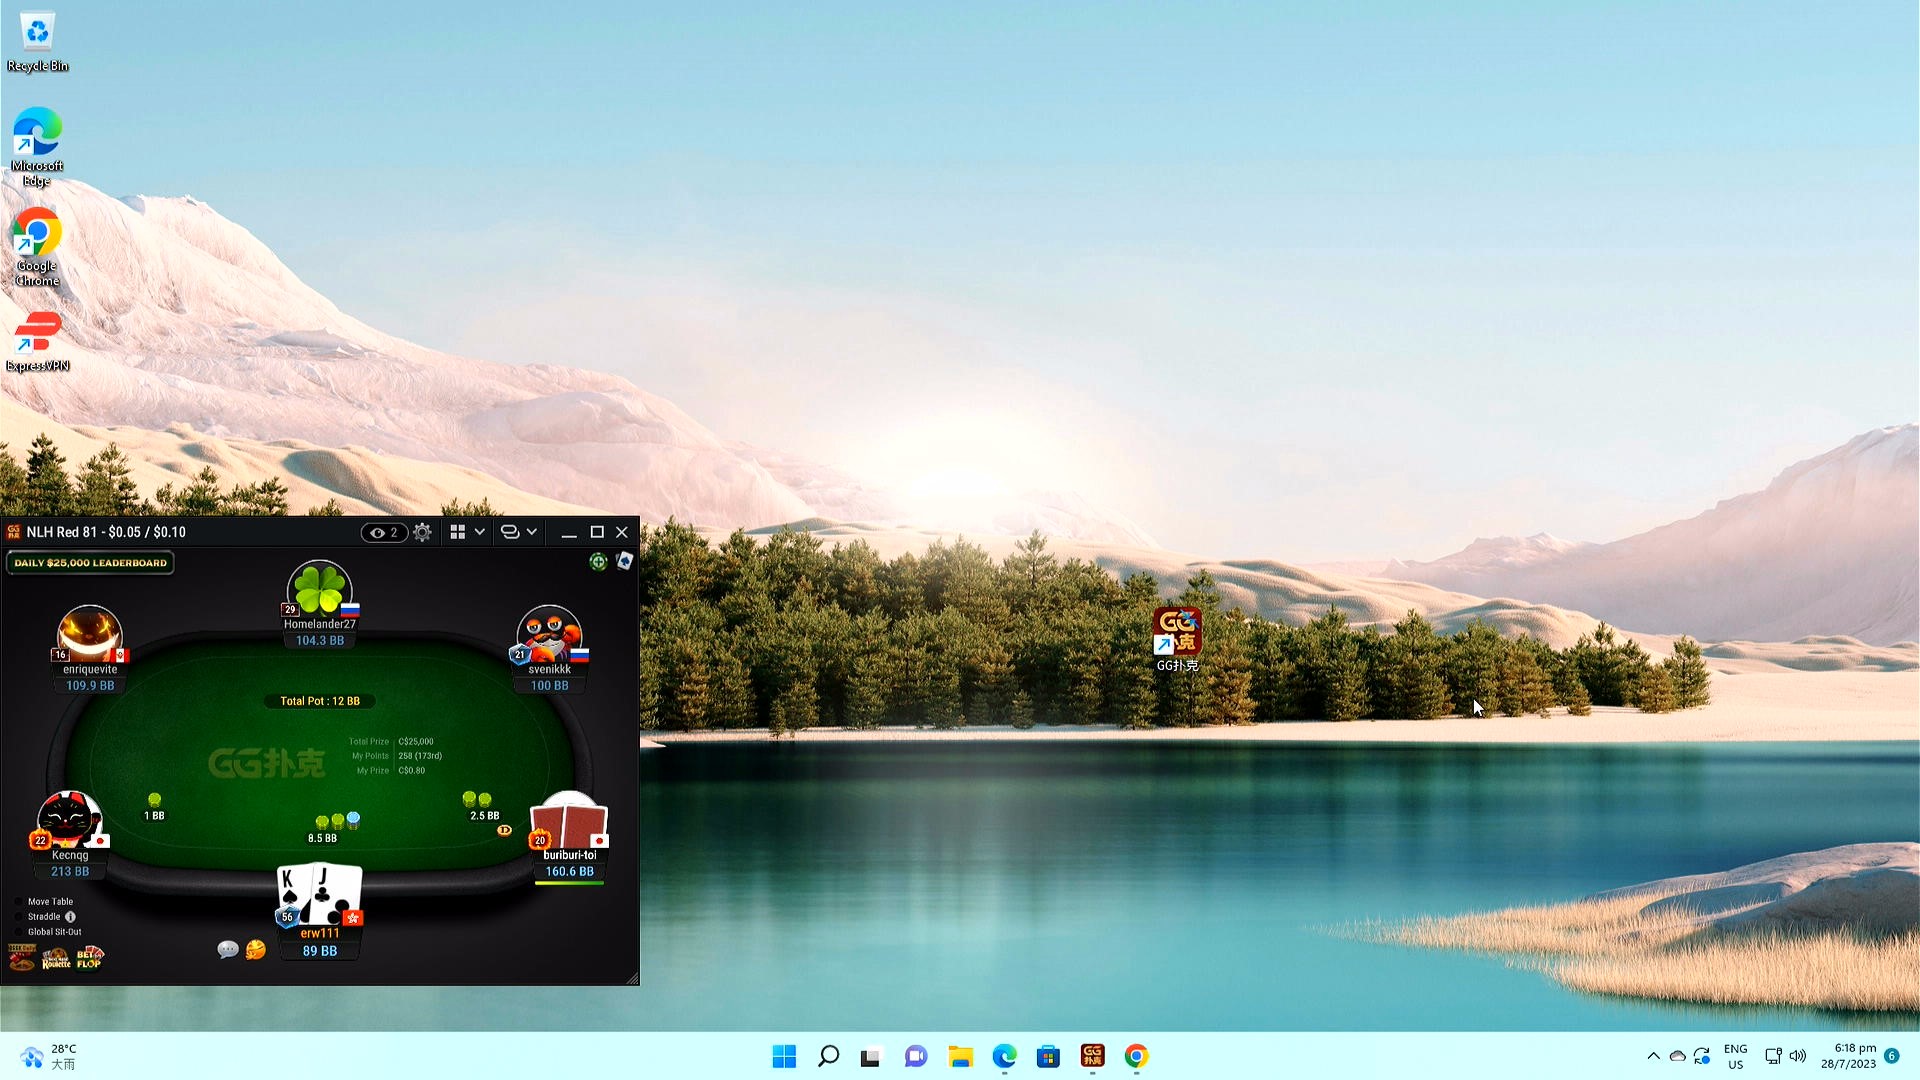 Recycle Bin
Microsoft
Edge
Google
Chrome
ExpressVPN
GG扑克
NLH Red 81 - $0.05 / $0.10
2
DAILY $25,000 LEADERBOARD
29
Homelander27
104.3 BB
16
enriquevite
109.9 BB
21
svenikkk
100 BB
Total Pot : 12 BB
GG扑克
Total Prize C$25,000
My Points 258 (173rd)
My Prize C$0.80
1 BB
8.5 BB
2.5 BB
D
22
Kecnqg
213 BB
20
buriburi-toi
160.6 BB
K J
56
erw111
89 BB
Move Table
Straddle
Global Sit-Out
Roulette
BET
FLOP
GG扑克
28°C
大雨
ENG
US
6:18 pm
28/7/2023
6